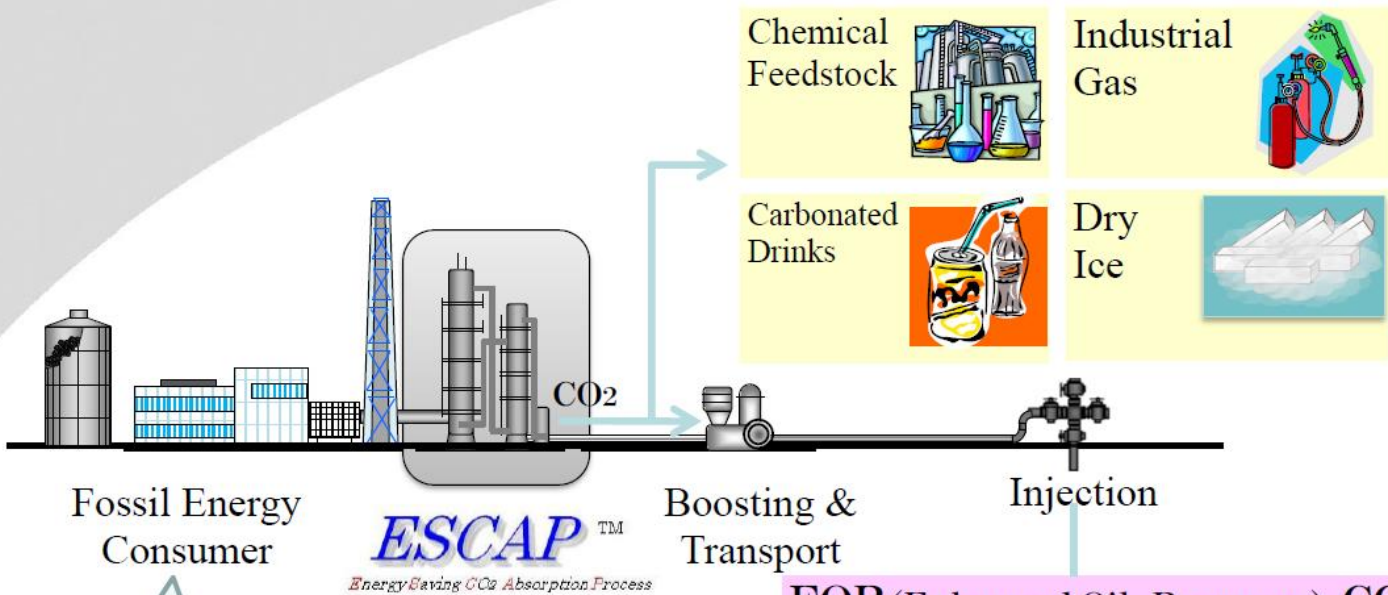 Chemical
Feedstock
Industrial
Gas
Carbonated
Drinks
Dry
Ice
CO2
Fossil Energy
Consumer
ESCAP TM
Energy Saving CO2 Absorption Process
Boosting &
Transport
Injection